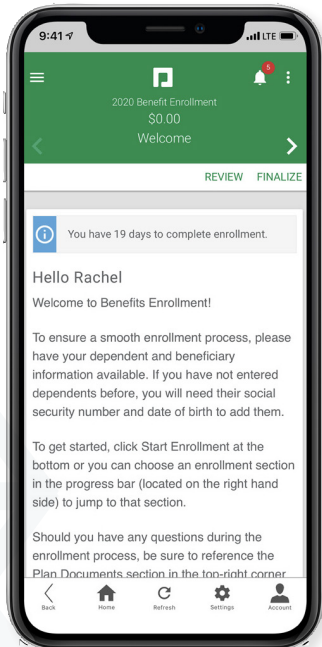 9:41
LTE
5
2020 Benefit Enrollment
$0.00
Welcome
REVIEW FINALIZE
You have 19 days to complete enrollment.
Hello Rachel
Welcome to Benefits Enrollment!
To ensure a smooth enrollment process, please
have your dependent and beneficiary
information available. If you have not entered
dependents before, you will need their social
security number and date of birth to add them.
To get started, click Start Enrollment at the
bottom or you can choose an enrollment section
in the progress bar (located on the right hand
side) to jump to that section.
Should you have any questions during the
enrollment process, be sure to reference the
Plan Documents section in the top-right corner
Back Home Refresh Settings Account